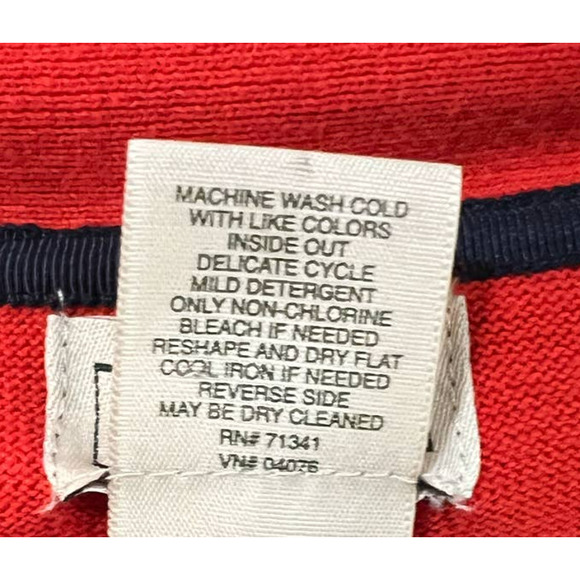 MACHINE WASH COLD
WITH LIKE COLORS
INSIDE OUT
DELICATE CYCLE
MILD DETERGENT
ONLY NON-CHLORINE
BLEACH IF NEEDED
RESHAPE AND DRY FLAT
COOL IRON IF NEEDED
REVERSE SIDE
MAY BE DRY CLEANED
RN# 71341
VN# 04076